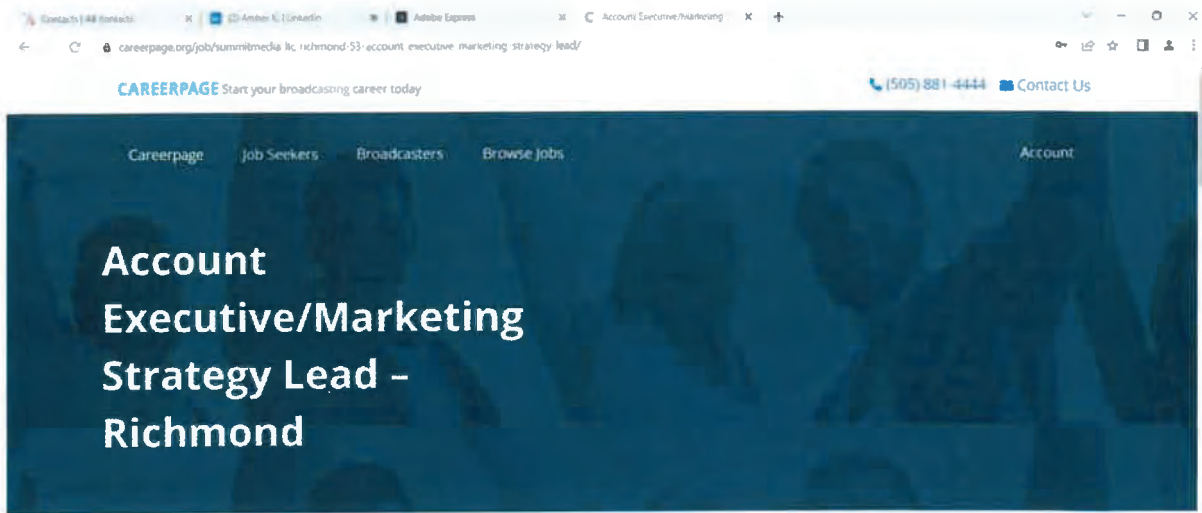 Contacts | All Contacts
Adobe Express
Account Executive/Marketing
careerpage.org/job/summitmedia-llc-richmond-53-account-executive-marketing-strategy-lead/
CAREERPAGE Start your broadcasting career today
(505) 881-4444 Contact Us
Careerpage Job Seekers Broadcasters Browse Jobs Account
Account
Executive/Marketing
Strategy Lead –
Richmond